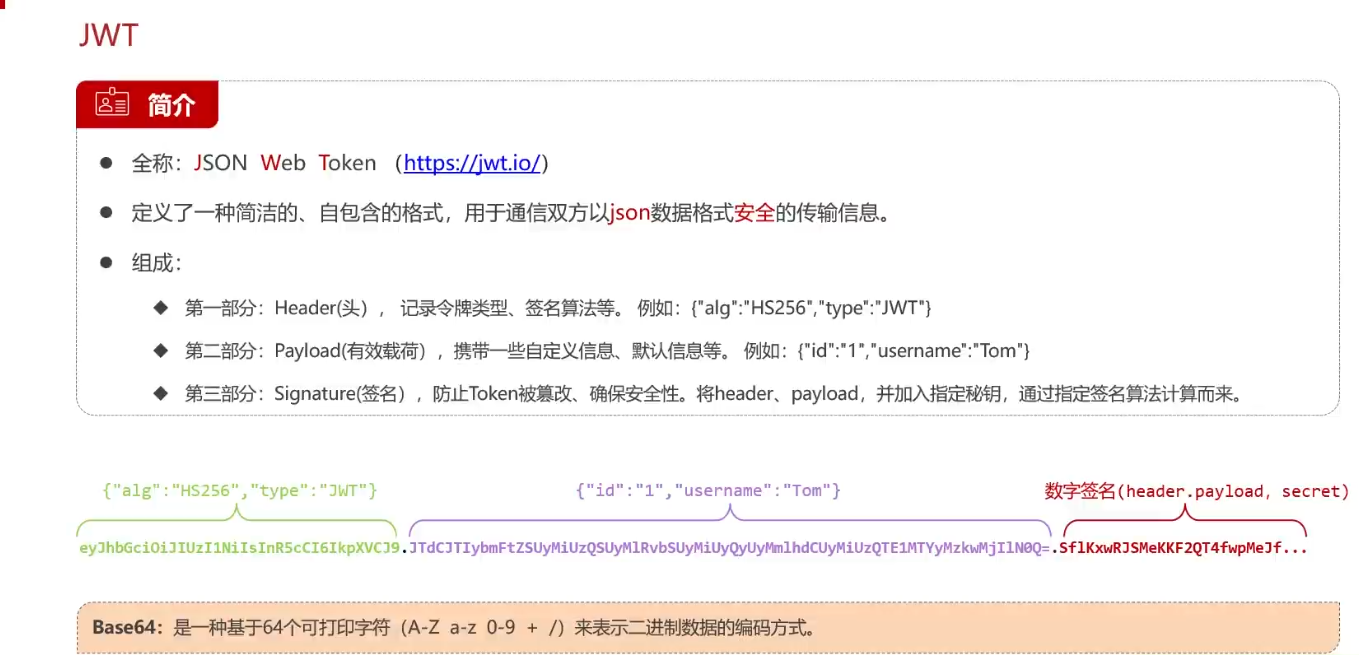 JWT
简介
全称：JSON Web Token （https://jwt.io/）
定义了一种简洁的、自包含的格式，用于通信双方以json数据格式安全的传输信息。
组成：
第一部分：Header(头）， 记录令牌类型、签名算法等。 例如：{"alg":"HS256","type":"JWT"}
第二部分：Payload(有效载荷），携带一些自定义信息、默认信息等。 例如：{"id":"1","username":"Tom"}
第三部分：Signature(签名），防止Token被篡改、确保安全性。将header、payload，并加入指定秘钥，通过指定签名算法计算而来。
{"alg":"HS256","type":"JWT"} {"id":"1","username":"Tom"} 数字签名(header.payload, secret)
eyJhbGciOiJIUzI1NiIsInR5cCI6IkpXVCJ9.JTdCJTIybmFtZSUyMiUzQSUyMlRvbSUyMiUyQyUyMmlhdCUyMiUzQTE1MTYyMzkwMjIlN0Q=.SflKxwRJSMeKKF2QT4fwpMeJf...
Base64：是一种基于64个可打印字符（A-Z a-z 0-9 + /）来表示二进制数据的编码方式。